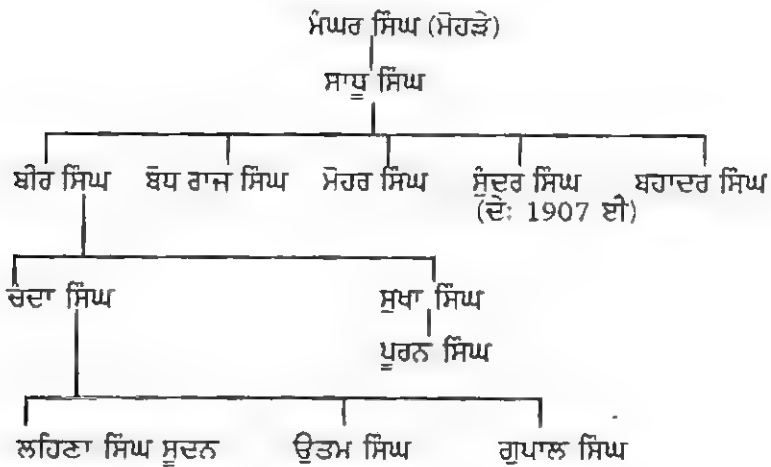 ਮੰਘਰ ਸਿੰਘ (ਮੋਹੜੇ)
ਸਾਧੂ ਸਿੰਘ
ਬੀਰ ਸਿੰਘ ਬੋਧ ਰਾਜ ਸਿੰਘ ਮੋਹਰ ਸਿੰਘ ਸੁੰਦਰ ਸਿੰਘ ਬਹਾਦਰ ਸਿੰਘ
(ਦੇਃ 1907 ਈ)
ਚੰਦਾ ਸਿੰਘ ਸੁਖਾ ਸਿੰਘ
ਪੂਰਨ ਸਿੰਘ
ਲਹਿਣਾ ਸਿੰਘ ਸੂਦਨ ਉਤਮ ਸਿੰਘ ਗੁਪਾਲ ਸਿੰਘ